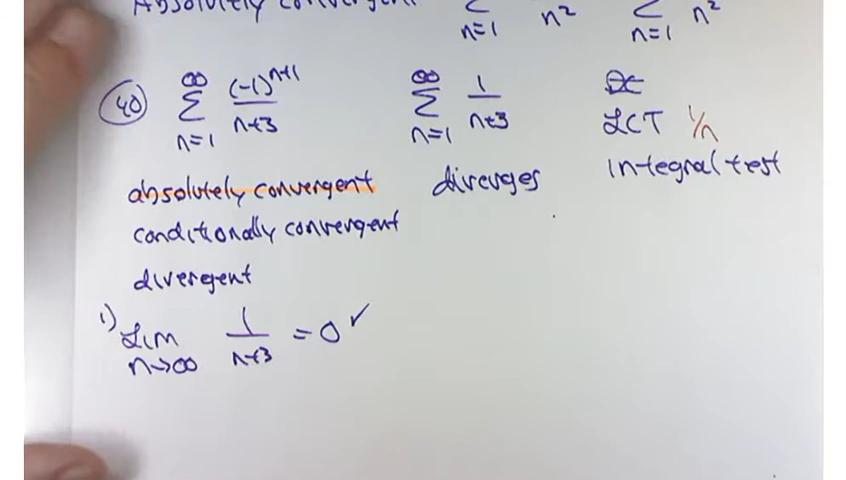 Absolutely convergent ∑ n=1 n² ∑ n=1 n²
40 ∞ ∑ n=1 (-1)^{n+1}/(n+3) ∞ ∑ n=1 1/(n+3)
LCT 1/n
absolutely convergent diverges integral test
conditionally convergent
divergent
1) Lim n→∞ 1/(n+3) = 0 ✓